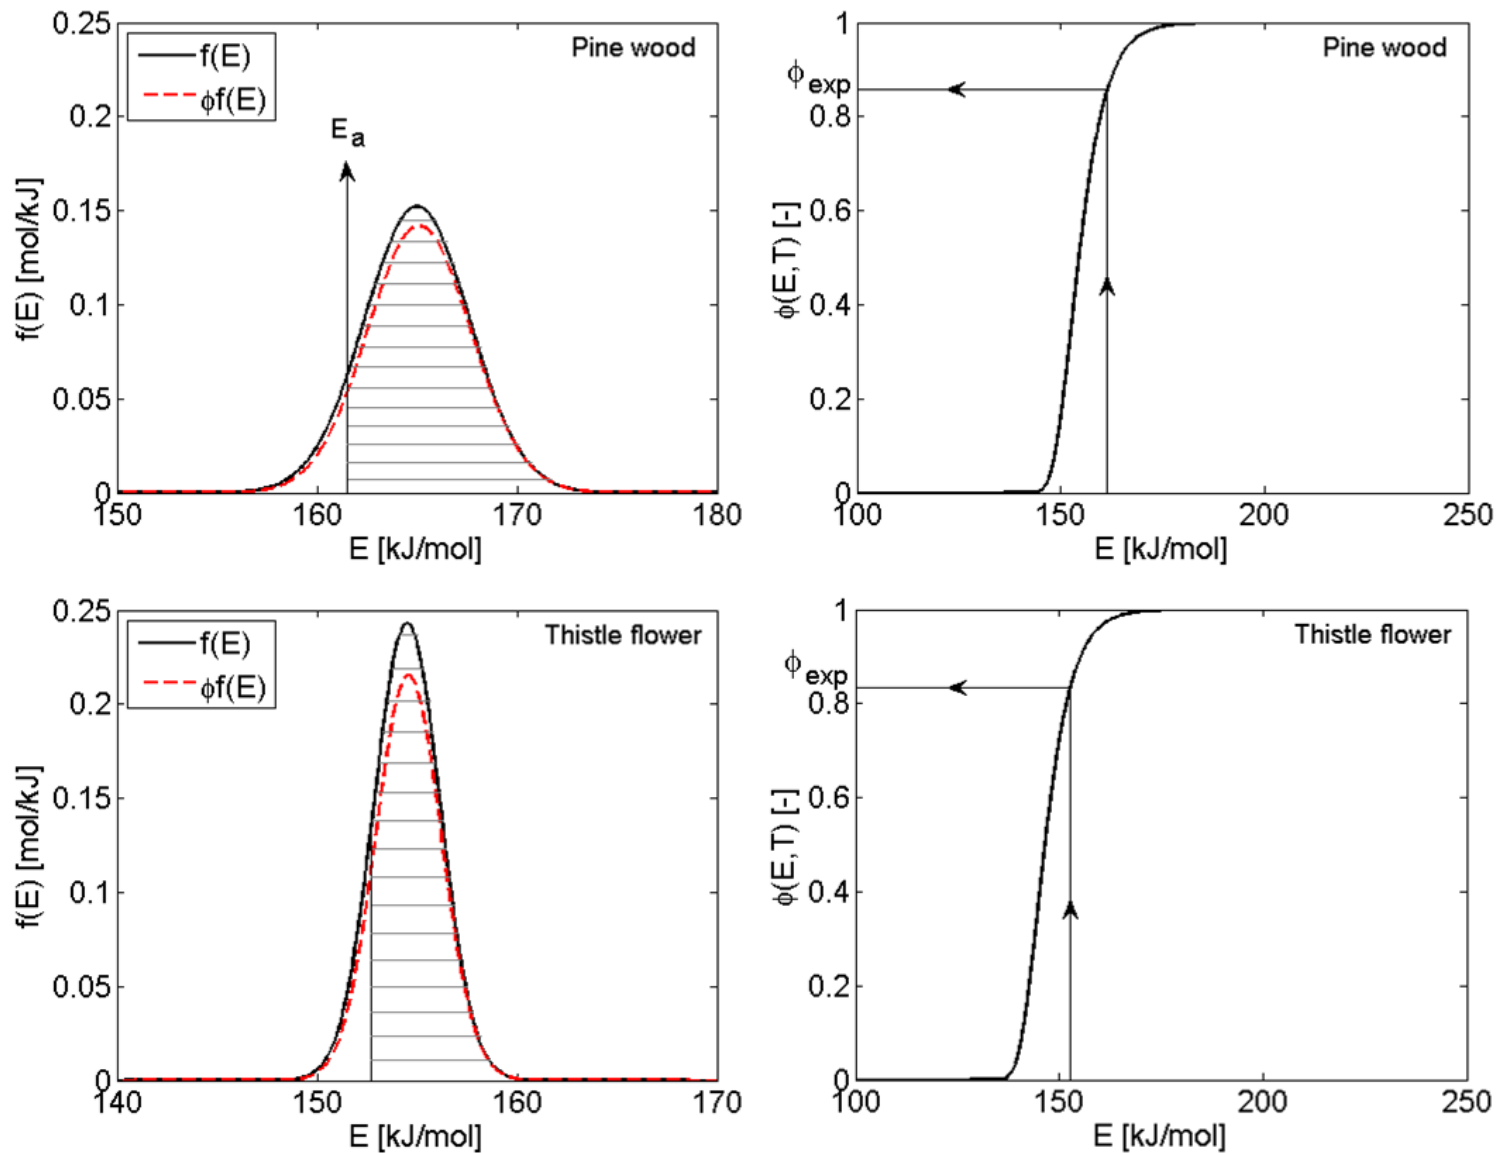 0.25
0.2
0.15
0.1
0.05
0
f(E) [mol/kJ]
f(E)
ϕf(E)
Pine wood
E a
150 160 170 180
E [kJ/mol]
1
0.8
0.6
0.4
0.2
0
ϕ exp
ϕ(E,T) [-]
Pine wood
100 150 200 250
E [kJ/mol]
0.25
0.2
0.15
0.1
0.05
0
f(E) [mol/kJ]
f(E)
ϕf(E)
Thistle flower
140 150 160 170
E [kJ/mol]
1
0.8
0.6
0.4
0.2
0
ϕ exp
ϕ(E,T) [-]
Thistle flower
100 150 200 250
E [kJ/mol]